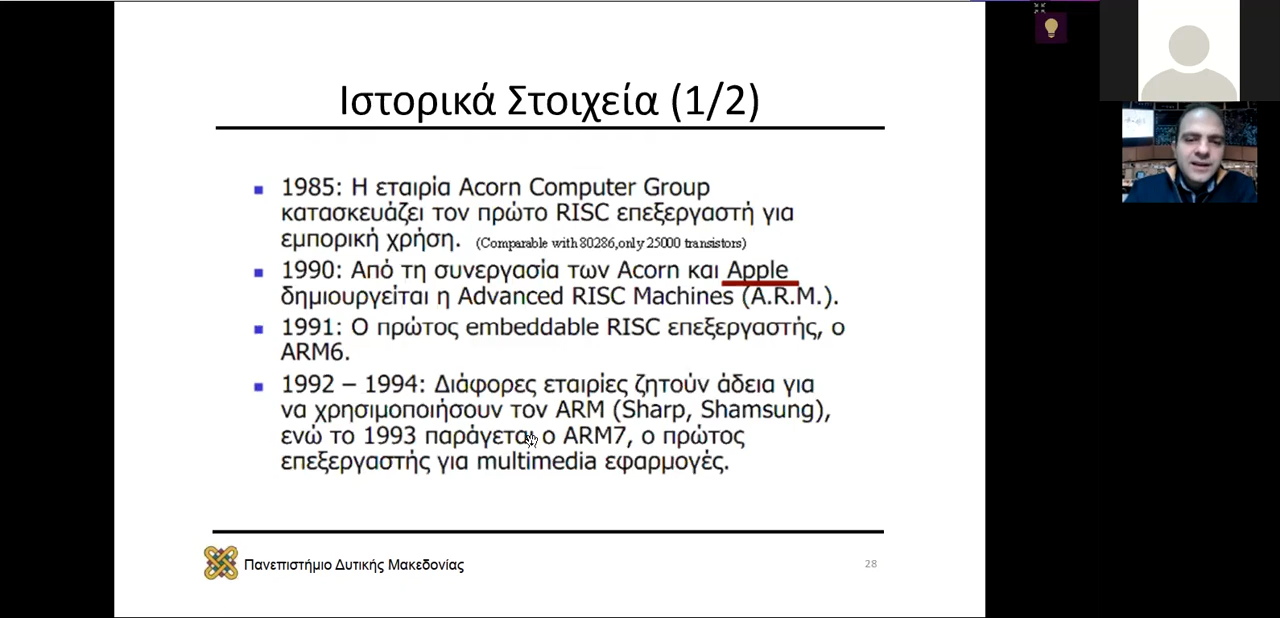 Ιστορικά Στοιχεία (1/2)
1985: Η εταιρία Acorn Computer Group
κατασκευάζει τον πρώτο RISC επεξεργαστή για
εμπορική χρήση. (Comparable with 80286,only 25000 transistors)
1990: Από τη συνεργασία των Acorn και Apple
δημιουργείται η Advanced RISC Machines (A.R.M.).
1991: Ο πρώτος embeddable RISC επεξεργαστής, ο
ARM6.
1992 – 1994: Διάφορες εταιρίες ζητούν άδεια για
να χρησιμοποιήσουν τον ARM (Sharp, Shamsung),
ενώ το 1993 παράγεται ο ARM7, ο πρώτος
επεξεργαστής για multimedia εφαρμογές.
Πανεπιστήμιο Δυτικής Μακεδονίας
28